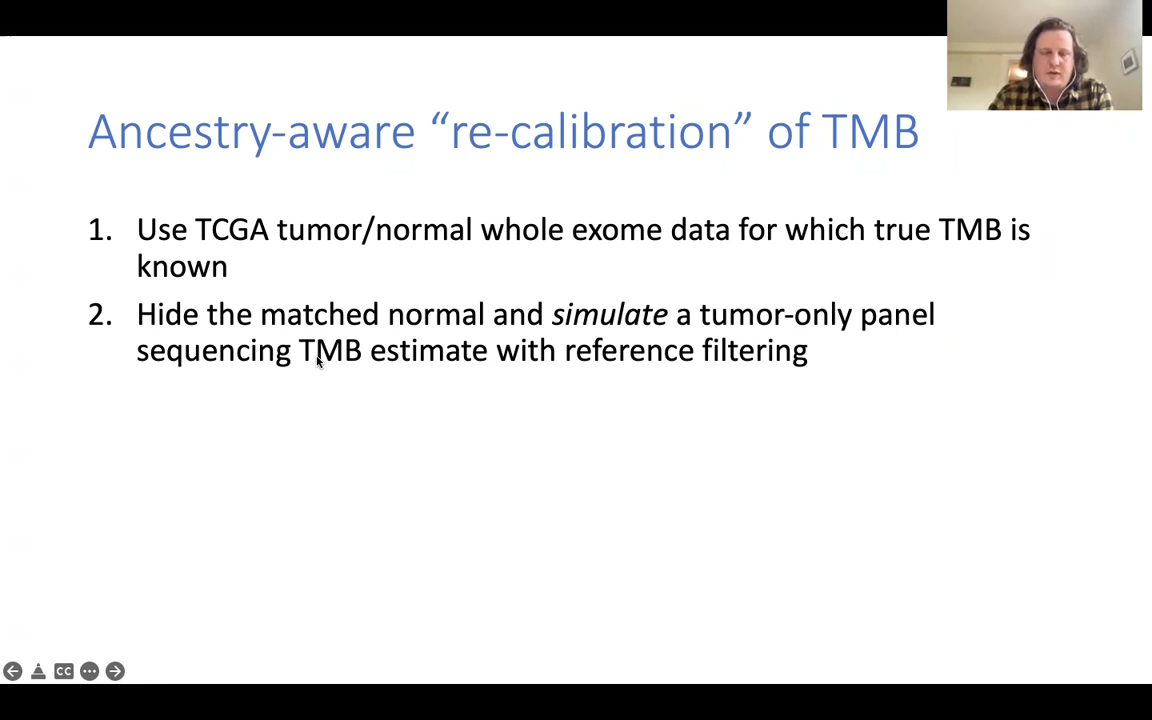 Ancestry-aware “re-calibration” of TMB
1. Use TCGA tumor/normal whole exome data for which true TMB is
known
2. Hide the matched normal and simulate a tumor-only panel
sequencing TMB estimate with reference filtering
CC